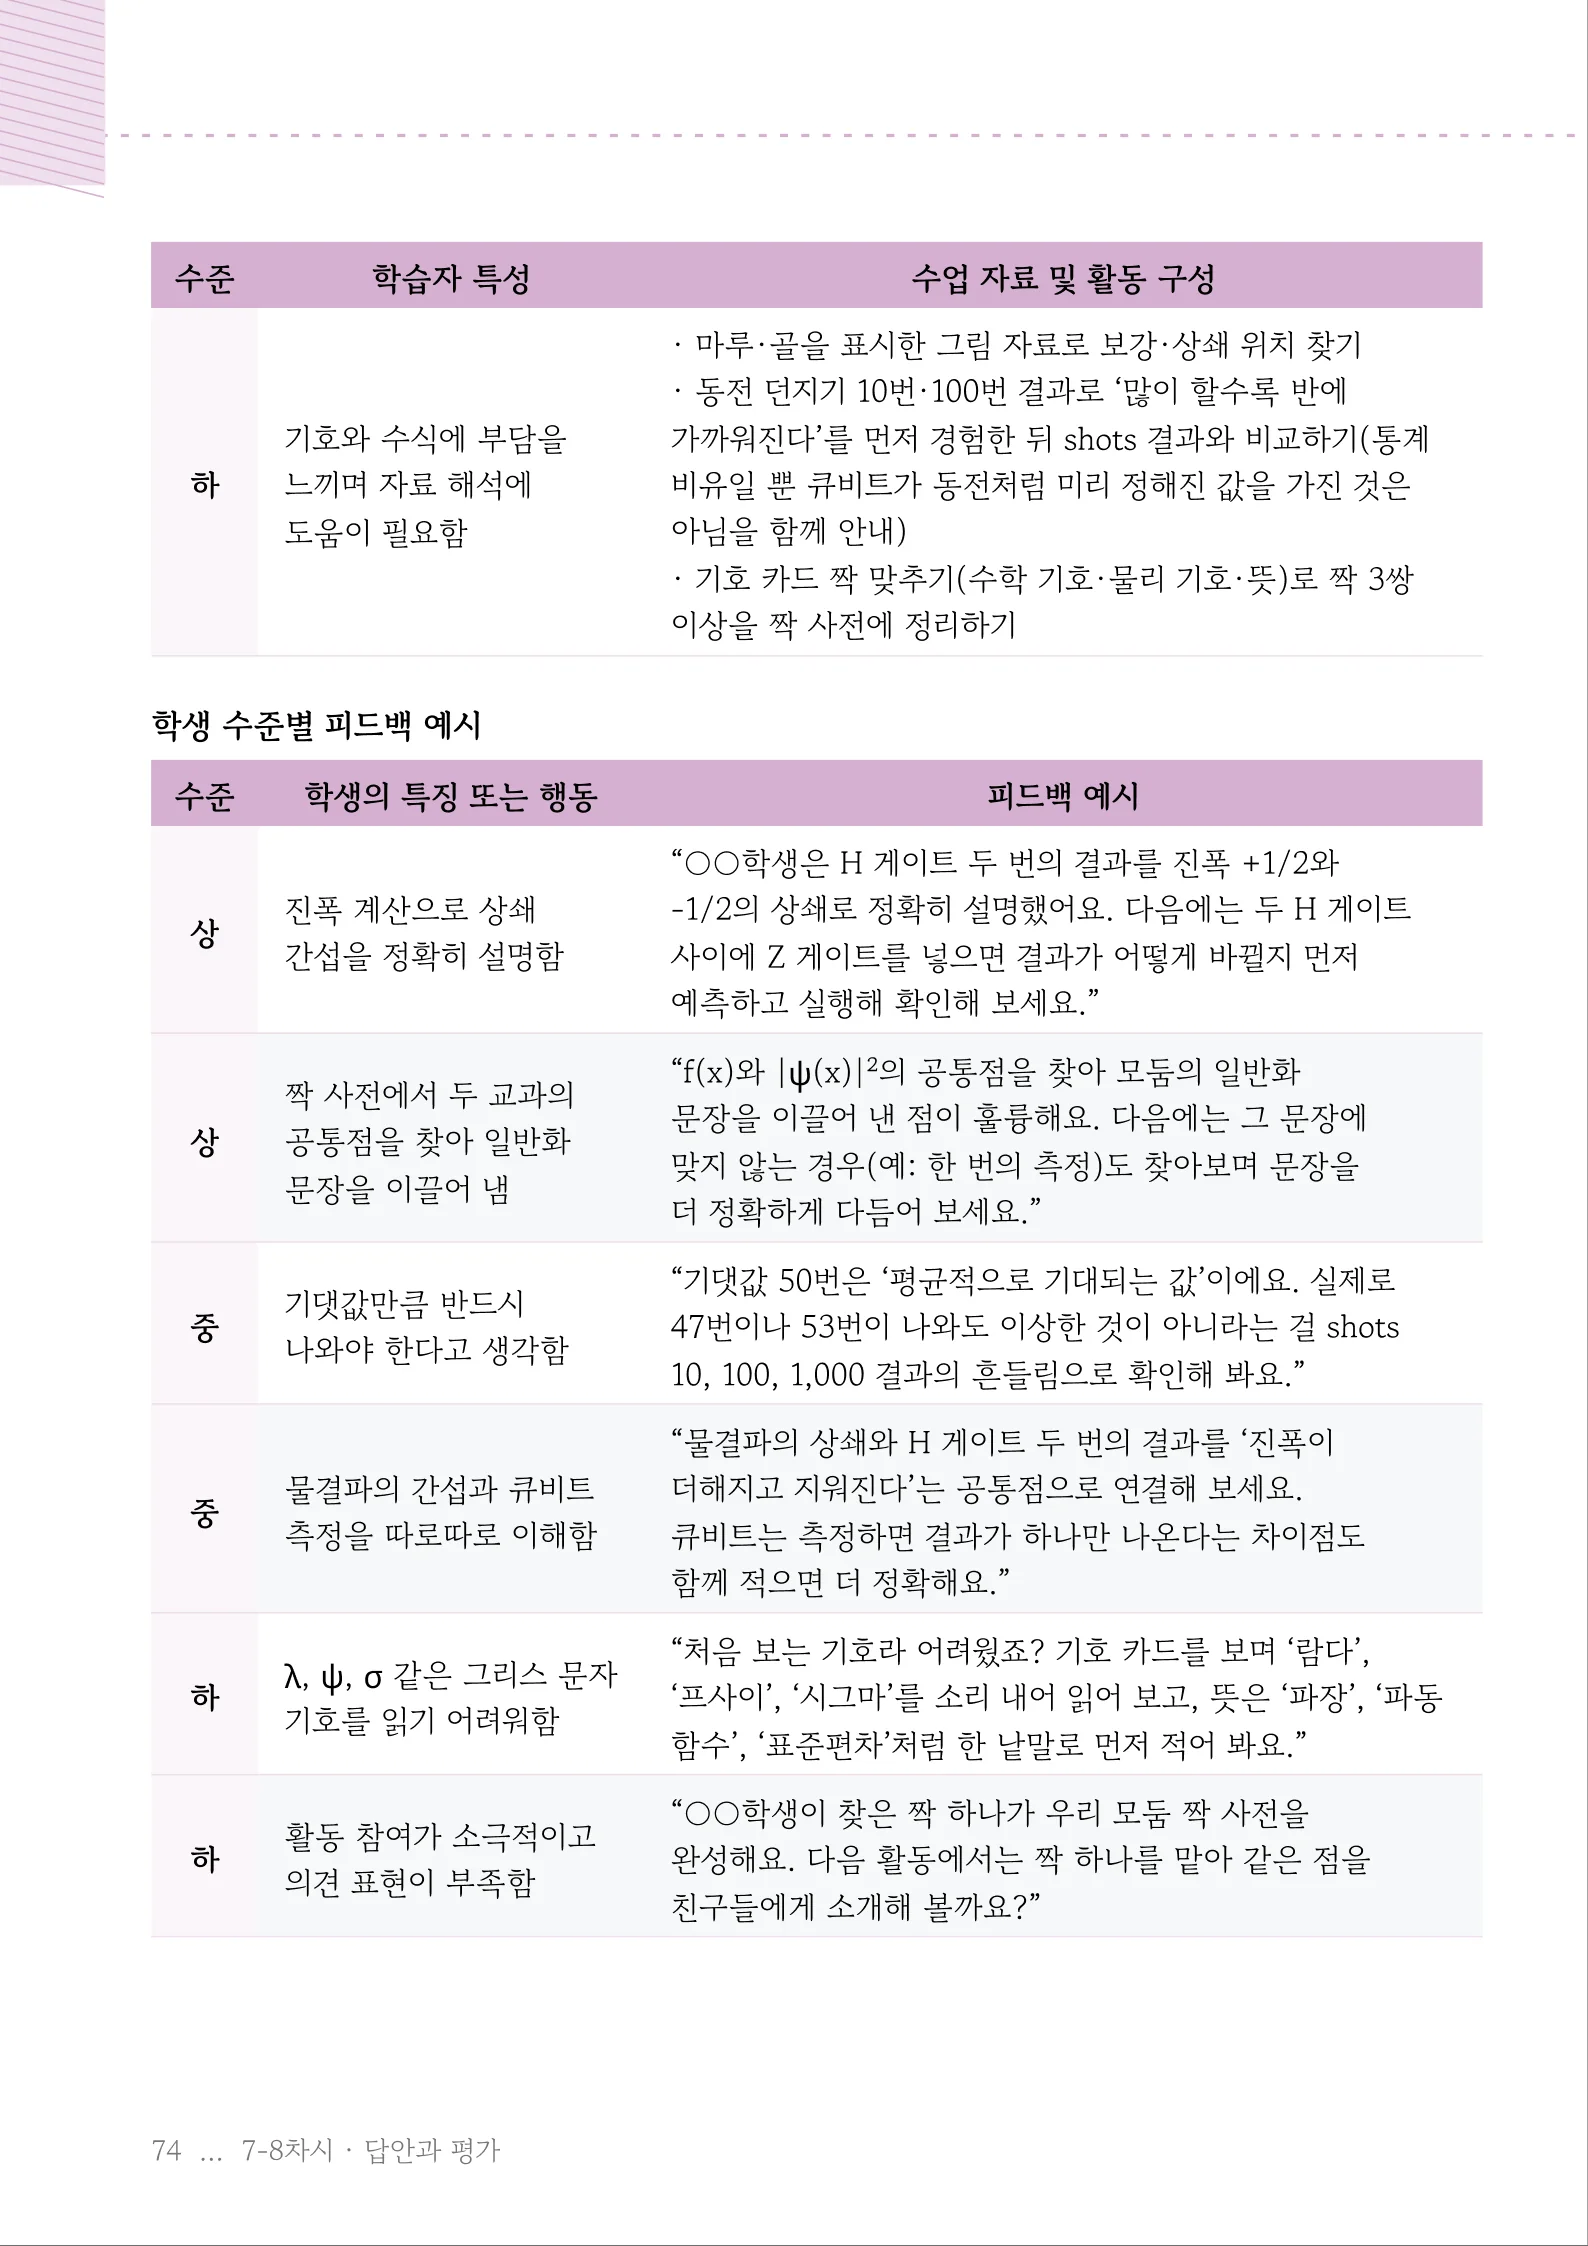 수준 학습자 특성 수업 자료 및 활동 구성
하
기호와 수식에 부담을
느끼며 자료 해석에
도움이 필요함
· 마루·골을 표시한 그림 자료로 보강·상쇄 위치 찾기
· 동전 던지기 10번·100번 결과로 ‘많이 할수록 반에
가까워진다’를 먼저 경험한 뒤 shots 결과와 비교하기(통계
비유일 뿐 큐비트가 동전처럼 미리 정해진 값을 가진 것은
아님을 함께 안내)
· 기호 카드 짝 맞추기(수학 기호·물리 기호·뜻)로 짝 3쌍
이상을 짝 사전에 정리하기
학생 수준별 피드백 예시
수준 학생의 특징 또는 행동 피드백 예시
상
진폭 계산으로 상쇄
간섭을 정확히 설명함
“○○학생은 H 게이트 두 번의 결과를 진폭 +1/2와
-1/2의 상쇄로 정확히 설명했어요. 다음에는 두 H 게이트
사이에 Z 게이트를 넣으면 결과가 어떻게 바뀔지 먼저
예측하고 실행해 확인해 보세요.”
상
짝 사전에서 두 교과의
공통점을 찾아 일반화
문장을 이끌어 냄
“f(x)와 |ψ(x)|²의 공통점을 찾아 모둠의 일반화
문장을 이끌어 낸 점이 훌륭해요. 다음에는 그 문장에
맞지 않는 경우(예: 한 번의 측정)도 찾아보며 문장을
더 정확하게 다듬어 보세요.”
중
기댓값만큼 반드시
나와야 한다고 생각함
“기댓값 50번은 ‘평균적으로 기대되는 값’이에요. 실제로
47번이나 53번이 나와도 이상한 것이 아니라는 걸 shots
10, 100, 1,000 결과의 흔들림으로 확인해 봐요.”
중
물결파의 간섭과 큐비트
측정을 따로따로 이해함
“물결파의 상쇄와 H 게이트 두 번의 결과를 ‘진폭이
더해지고 지워진다’는 공통점으로 연결해 보세요.
큐비트는 측정하면 결과가 하나만 나온다는 차이점도
함께 적으면 더 정확해요.”
하
λ, ψ, σ 같은 그리스 문자
기호를 읽기 어려워함
“처음 보는 기호라 어려웠죠? 기호 카드를 보며 ‘람다’,
‘프사이’, ‘시그마’를 소리 내어 읽어 보고, 뜻은 ‘파장’, ‘파동
함수’, ‘표준편차’처럼 한 낱말로 먼저 적어 봐요.”
하
활동 참여가 소극적이고
의견 표현이 부족함
“○○학생이 찾은 짝 하나가 우리 모둠 짝 사전을
완성해요. 다음 활동에서는 짝 하나를 맡아 같은 점을
친구들에게 소개해 볼까요?”
74 ... 7-8차시 · 답안과 평가